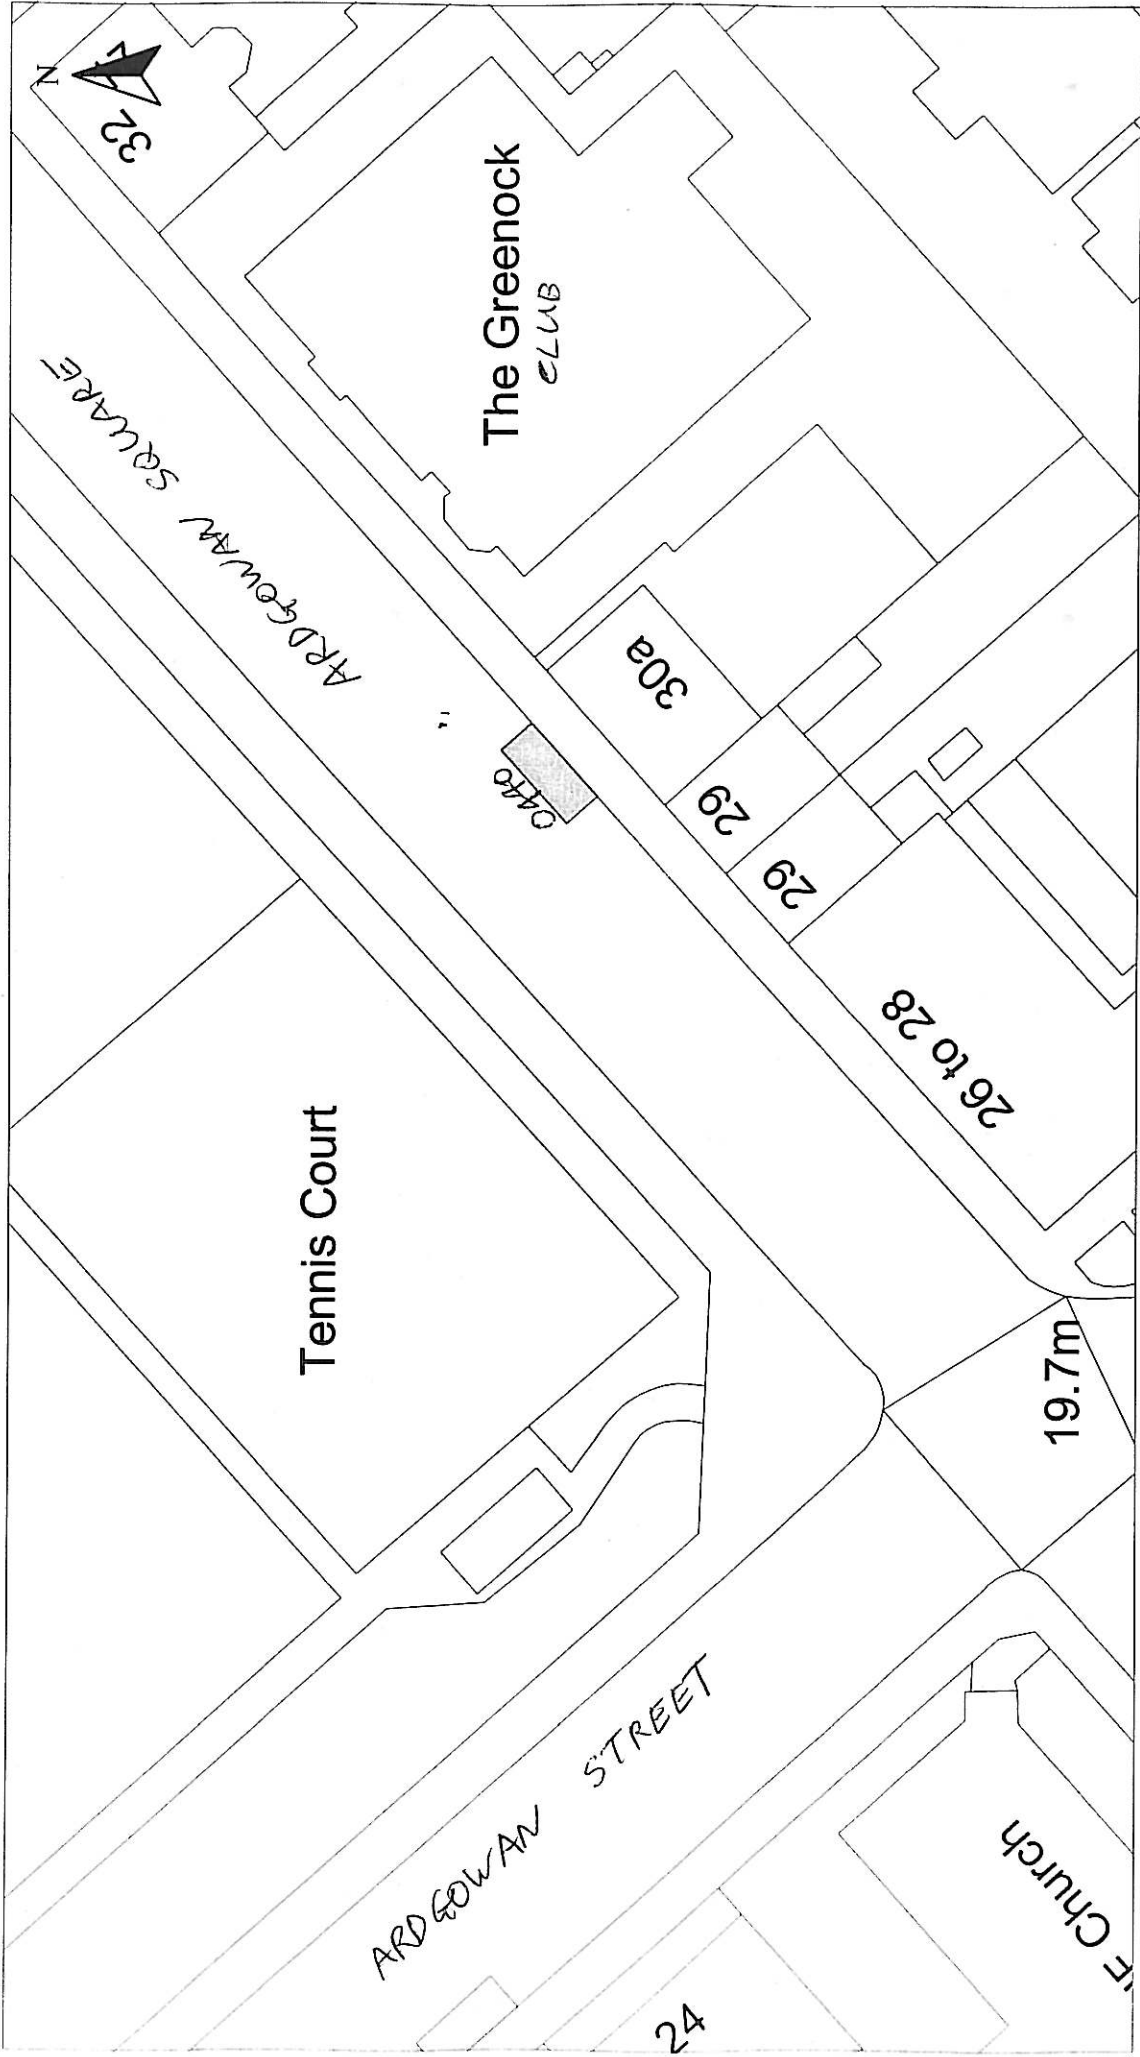 N
32
The Greenock
CLUB
ARDGOWAN SQUARE
0440
30a
29
29
26 to 28
Tennis Court
19.7m
ARDGOWAN STREET
24
Church